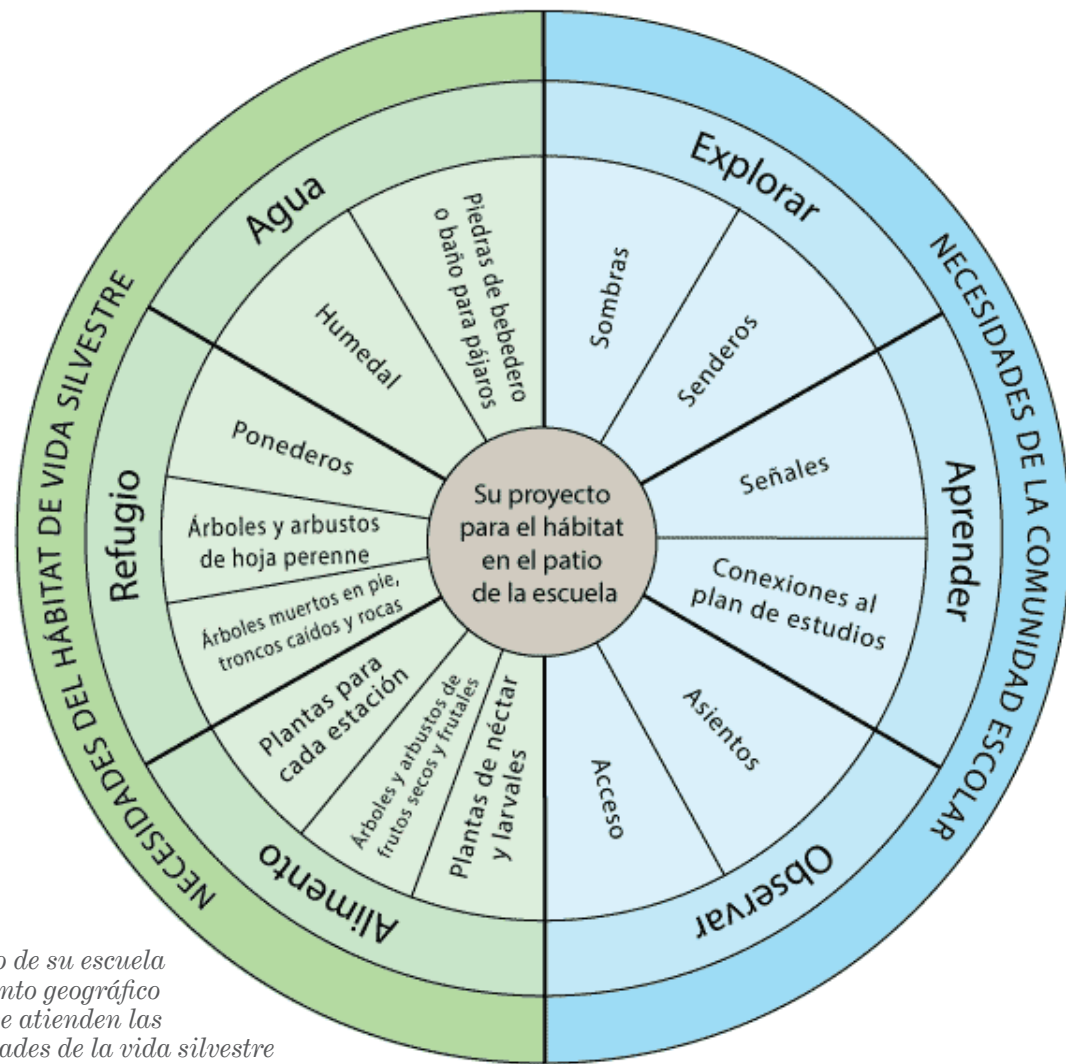 NECESIDADES DEL HÁBITAT DE VIDA SILVESTRE
Agua
Humedal
Piedras de bebedero
o baño para pájaros
Refugio
Ponederos
Árboles y arbustos
de hoja perenne
Árboles muertos en pie,
troncos caídos y rocas
Alimento
Plantas para
cada estación
Árboles y arbustos de
frutos secos y frutales
Plantas de néctar
y larvales
Su proyecto
para el hábitat
en el patio
de la escuela
NECESIDADES DE LA COMUNIDAD ESCOLAR
Explorar
Sombras
Senderos
Aprender
Señales
Conexiones al
plan de estudios
Observar
Asientos
Acceso
de su escuela
geográfico
atienden las
de la vida silvestre